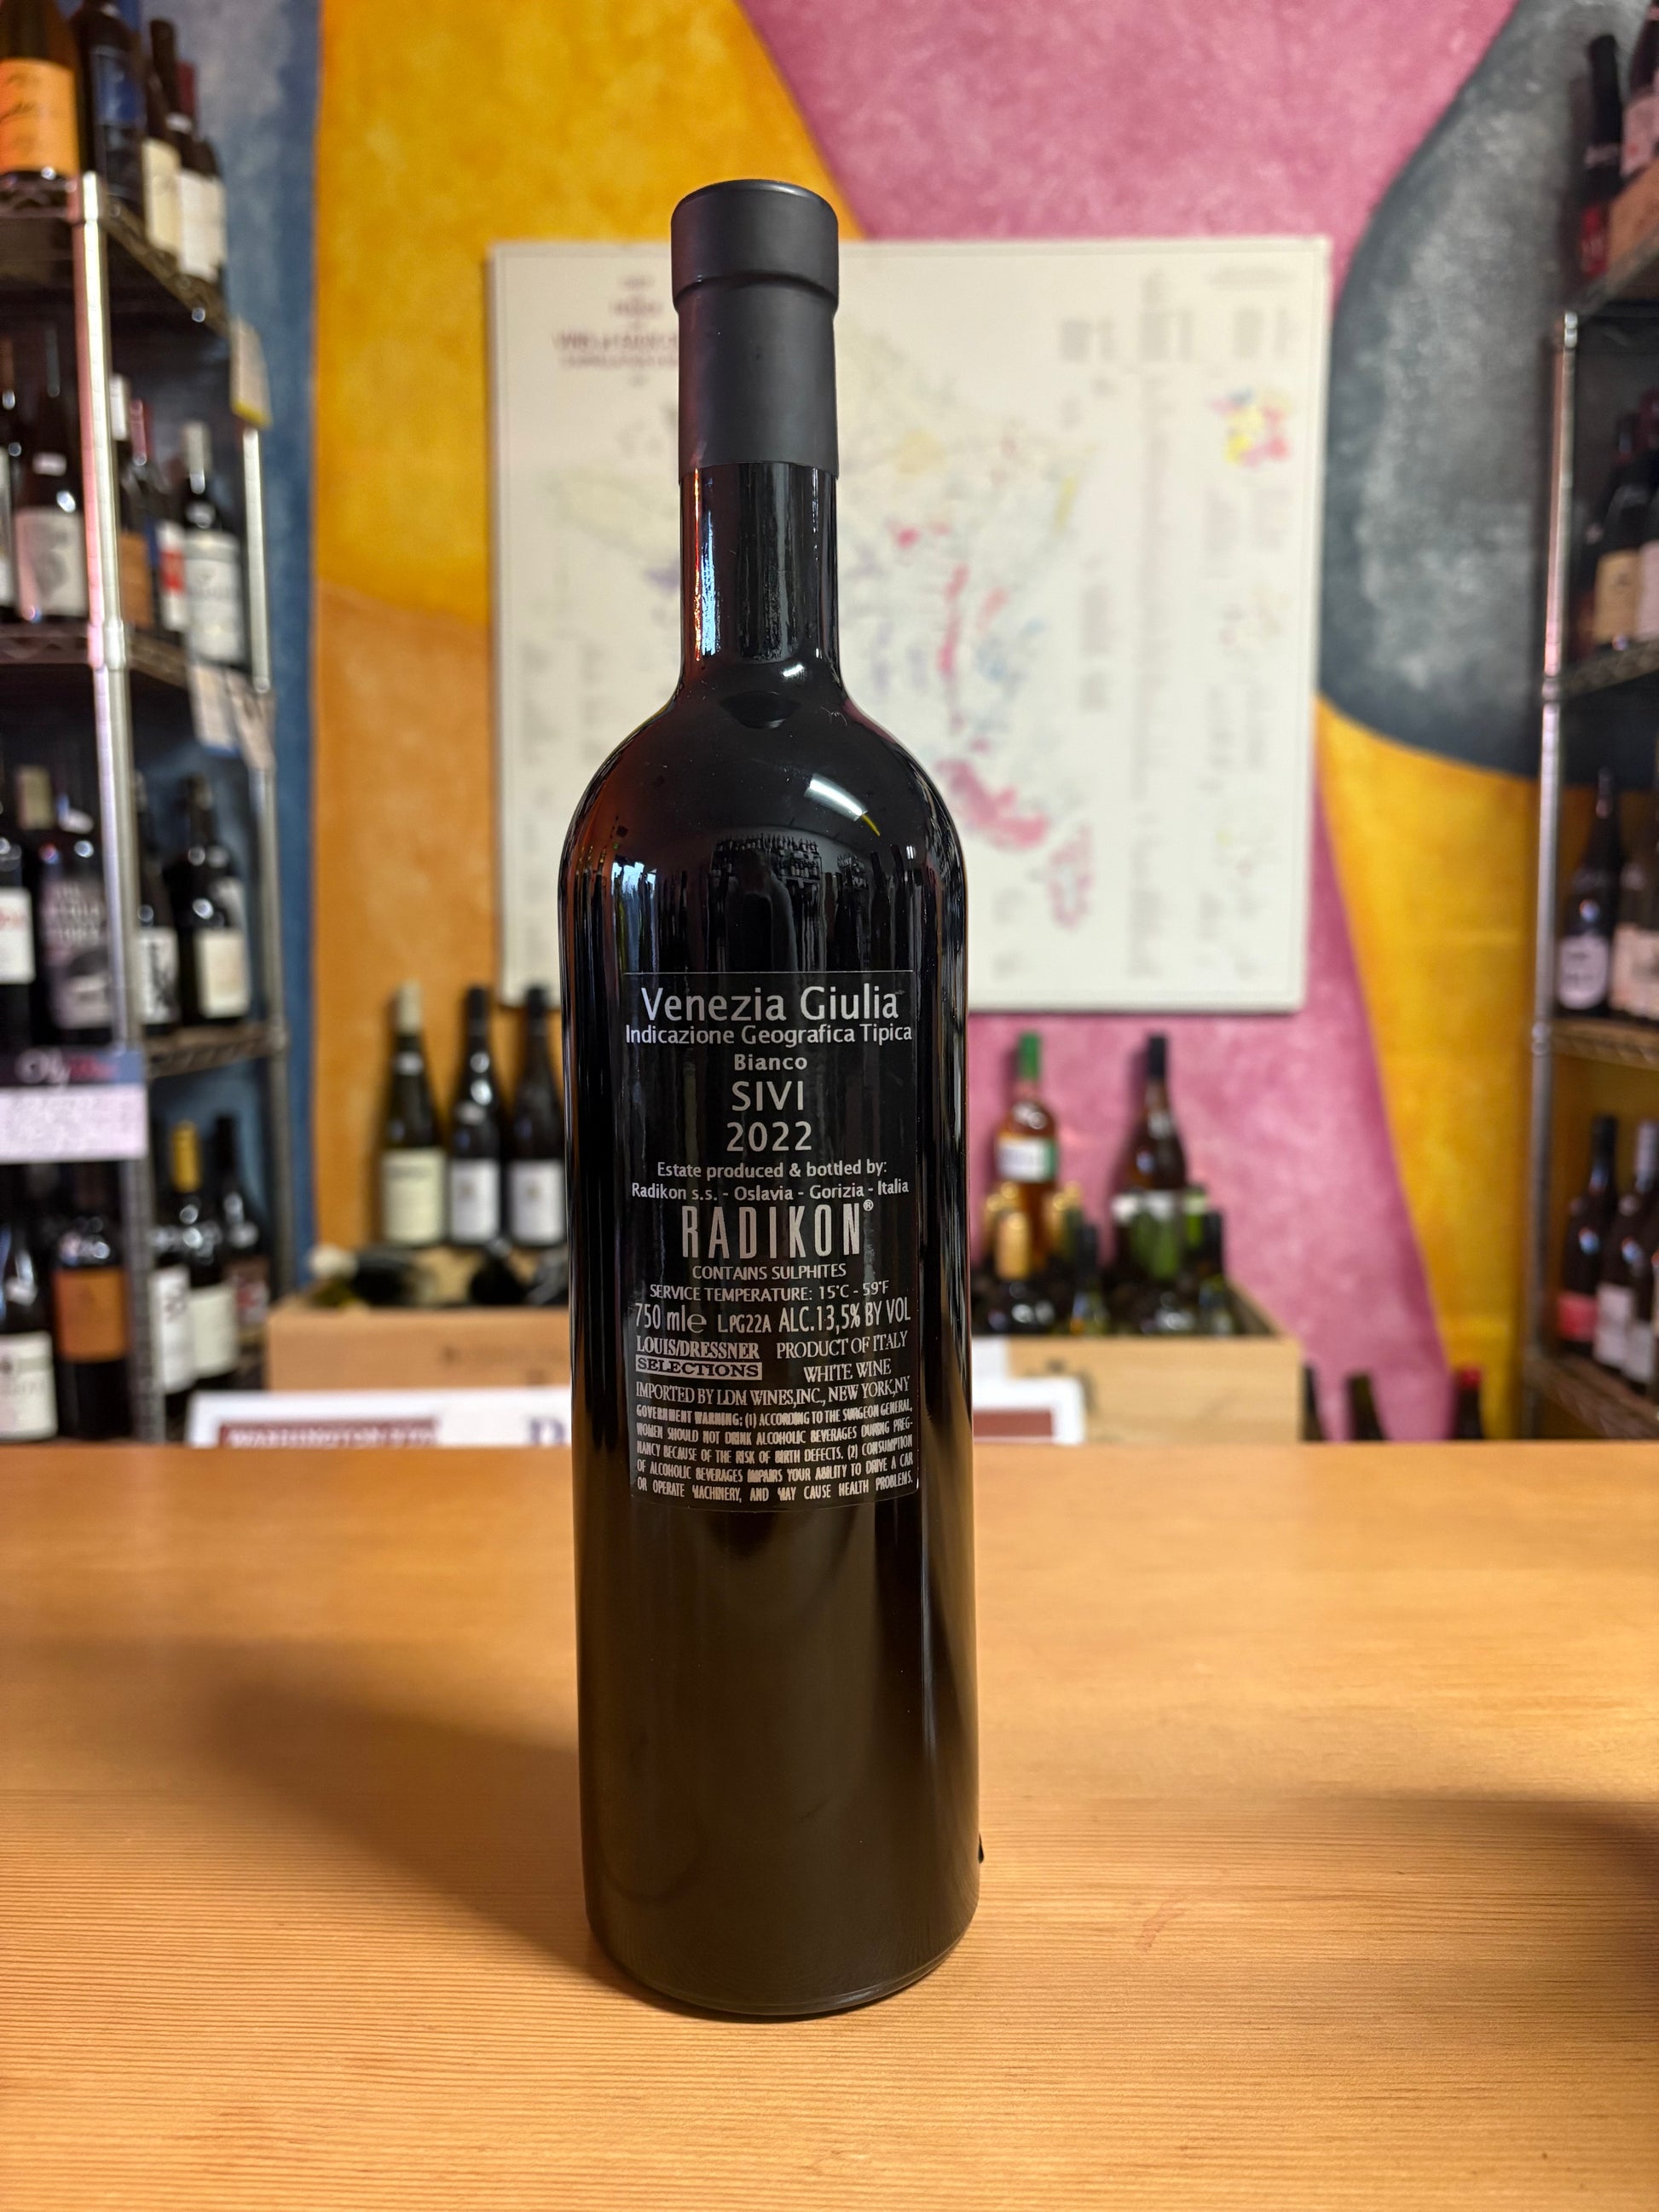 Venezia Giulia
Indicazione Geografica Tipica
Bianco
SIVI
2022
Estate produced & bottled by:
Radikon s.s. - Oslavia - Gorizia - Italia
RADIKON®
CONTAINS SULPHITES
SERVICE TEMPERATURE: 15°C - 59°F
750 ml℮ L.PG22A ALC.13,5% BY VOL
LOUIS/DRESSNER PRODUCT OF ITALY
SELECTIONS WHITE WINE
IMPORTED BY LDM WINES,INC., NEW YORK,NY
GOVERNMENT WARNING: (1) ACCORDING TO THE SURGEON GENERAL,
WOMEN SHOULD NOT DRINK ALCOHOLIC BEVERAGES DURING PREG-
NANCY BECAUSE OF THE RISK OF BIRTH DEFECTS. (2) CONSUMPTION
OF ALCOHOLIC BEVERAGES IMPAIRS YOUR ABILITY TO DRIVE A CAR
OR OPERATE MACHINERY, AND MAY CAUSE HEALTH PROBLEMS.